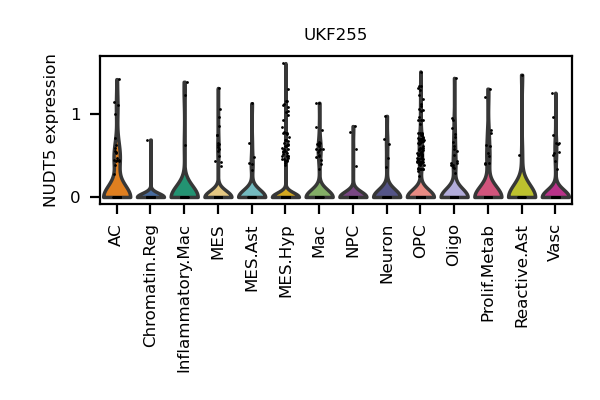 UKF255
NUDT5 expression
1
0
AC
Chromatin.Reg
Inflammatory.Mac
MES
MES.Ast
MES.Hyp
Mac
NPC
Neuron
OPC
Oligo
Prolif.Metab
Reactive.Ast
Vasc